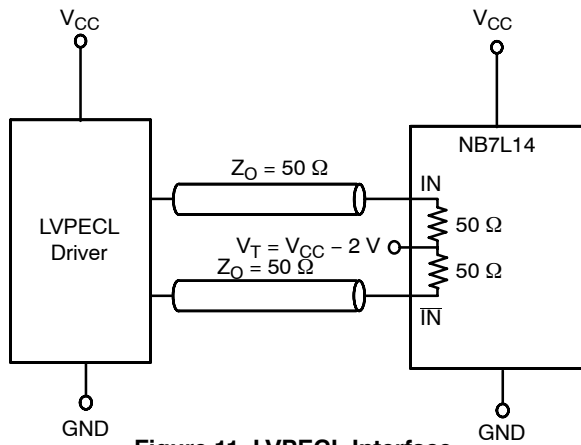 V_CC
V_CC
NB7L14
Z_O = 50 Ω
IN
LVPECL
Driver
50 Ω
V_T = V_CC − 2 V
Z_O = 50 Ω
50 Ω
I̅N̅
GND
GND
Figure 11. LVPECL Interface